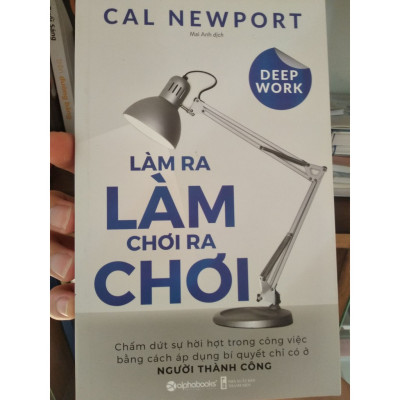 CAL NEWPORT
Mai Anh dịch
DEEP
WORK
LÀM RA
LÀM
CHƠI RA
CHƠI
Chấm dứt sự hời hợt trong công việc
bằng cách áp dụng bí quyết chỉ có ở
NGƯỜI THÀNH CÔNG
alphabooks